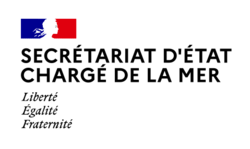 SECRÉTARIAT D'ÉTAT
CHARGÉ DE LA MER
Liberté
Égalité
Fraternité